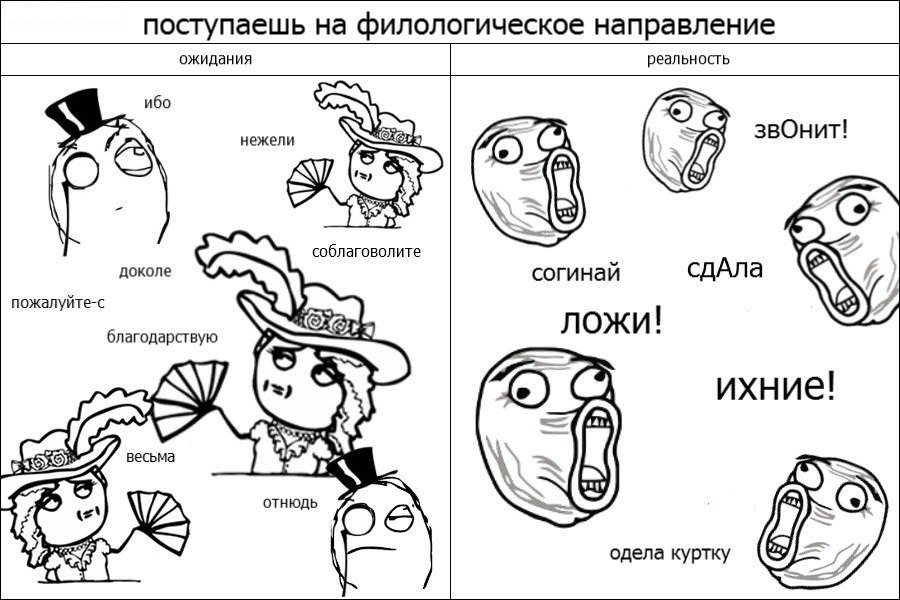 поступаешь на филологическое направление
ожидания
реальность
ибо
нежели
соблаговолите
доколе
пожалуйте-с
благодарствую
весьма
отнюдь
звОнит!
согинай
сдАла
ложи!
ихние!
одела куртку